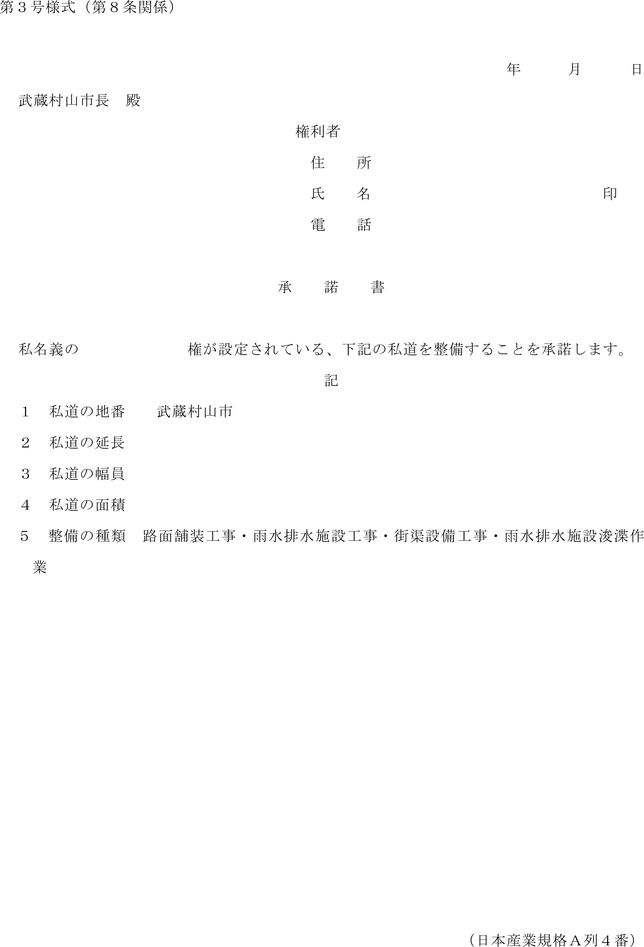 第３号様式（第８条関係）
年　　　月　　　日
武蔵村山市長　殿
権利者
住　　所
氏　　名　　　　　　　　　　　　　　　印
電　　話
承　　諾　　書
私名義の　　　　　　　権が設定されている、下記の私道を整備することを承諾します。
記
１　私道の地番　　武蔵村山市
２　私道の延長
３　私道の幅員
４　私道の面積
５　整備の種類　路面舗装工事・雨水排水施設工事・街渠設備工事・雨水排水施設浚渫作
業
（日本産業規格Ａ列４番）